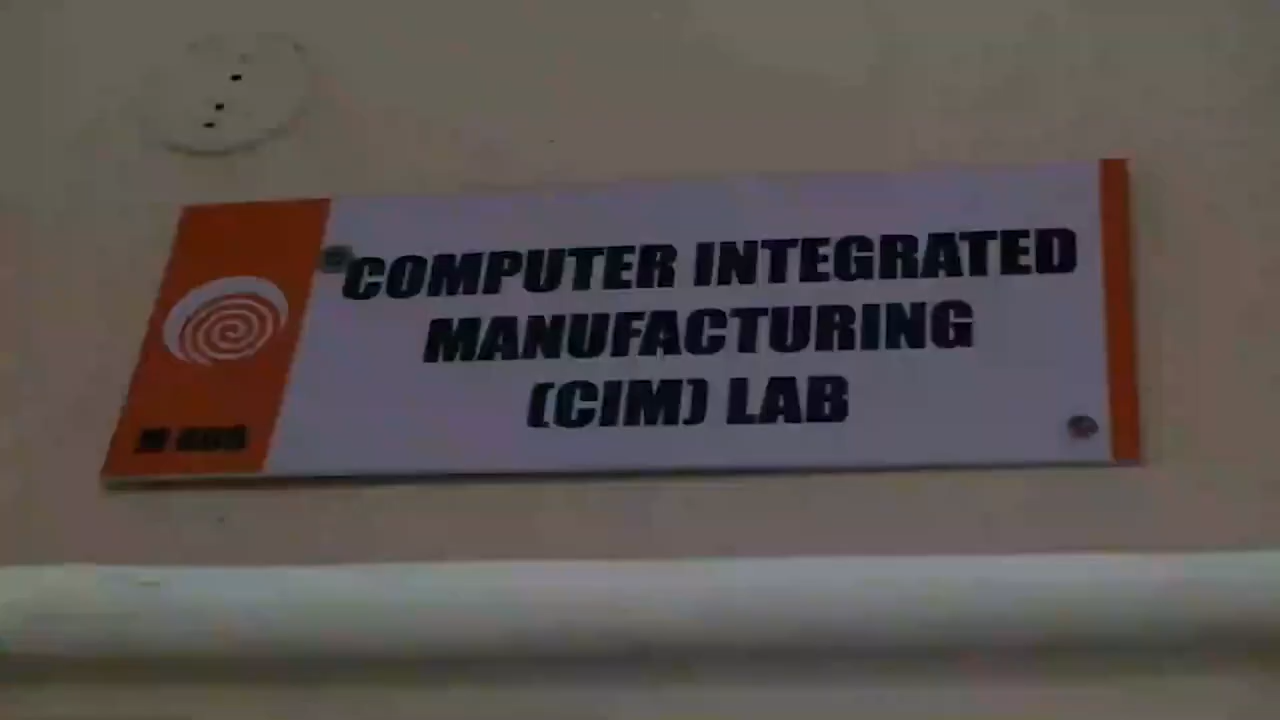 COMPUTER INTEGRATED
MANUFACTURING
(CIM) LAB